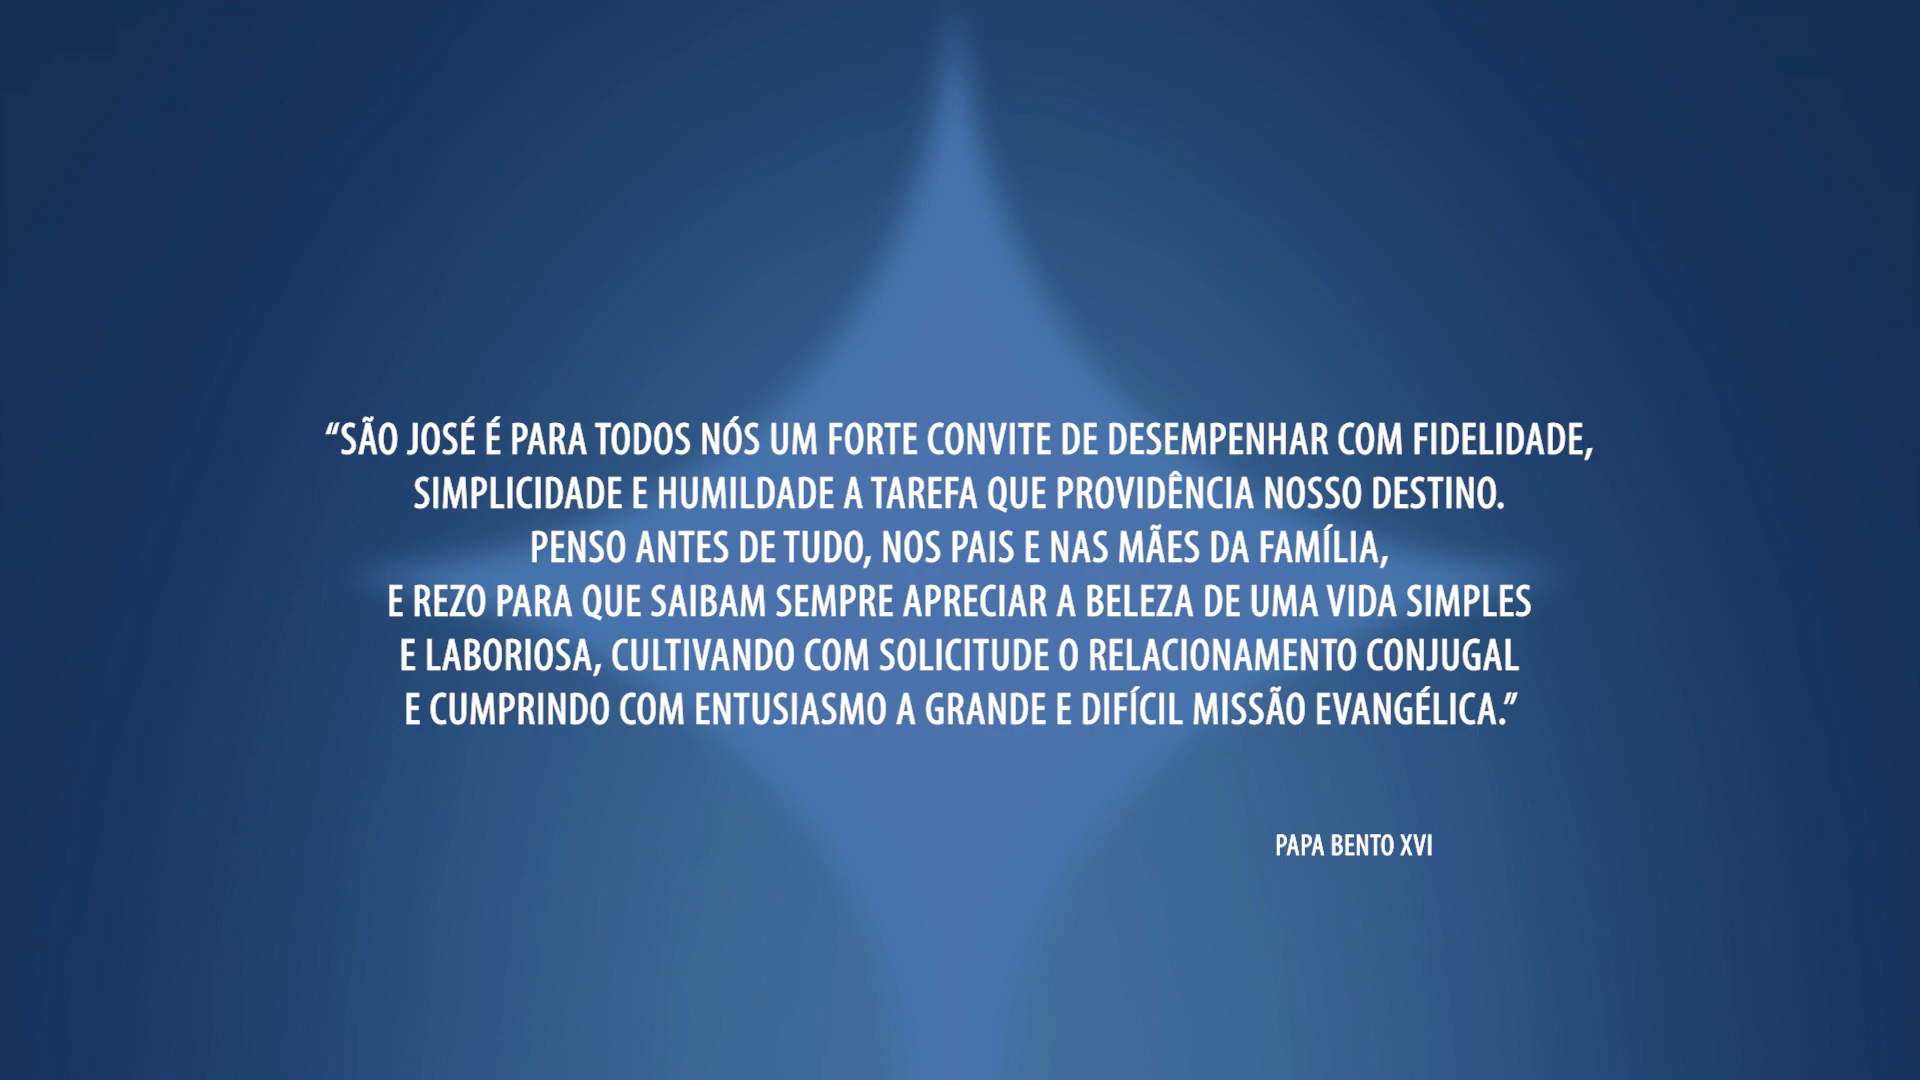 “SÃO JOSÉ É PARA TODOS NÓS UM FORTE CONVITE DE DESEMPENHAR COM FIDELIDADE,
SIMPLICIDADE E HUMILDADE A TAREFA QUE PROVIDÊNCIA NOSSO DESTINO.
PENSO ANTES DE TUDO, NOS PAIS E NAS MÃES DA FAMÍLIA,
E REZO PARA QUE SAIBAM SEMPRE APRECIAR A BELEZA DE UMA VIDA SIMPLES
E LABORIOSA, CULTIVANDO COM SOLICITUDE O RELACIONAMENTO CONJUGAL
E CUMPRINDO COM ENTUSIASMO A GRANDE E DIFÍCIL MISSÃO EVANGÉLICA.”
PAPA BENTO XVI